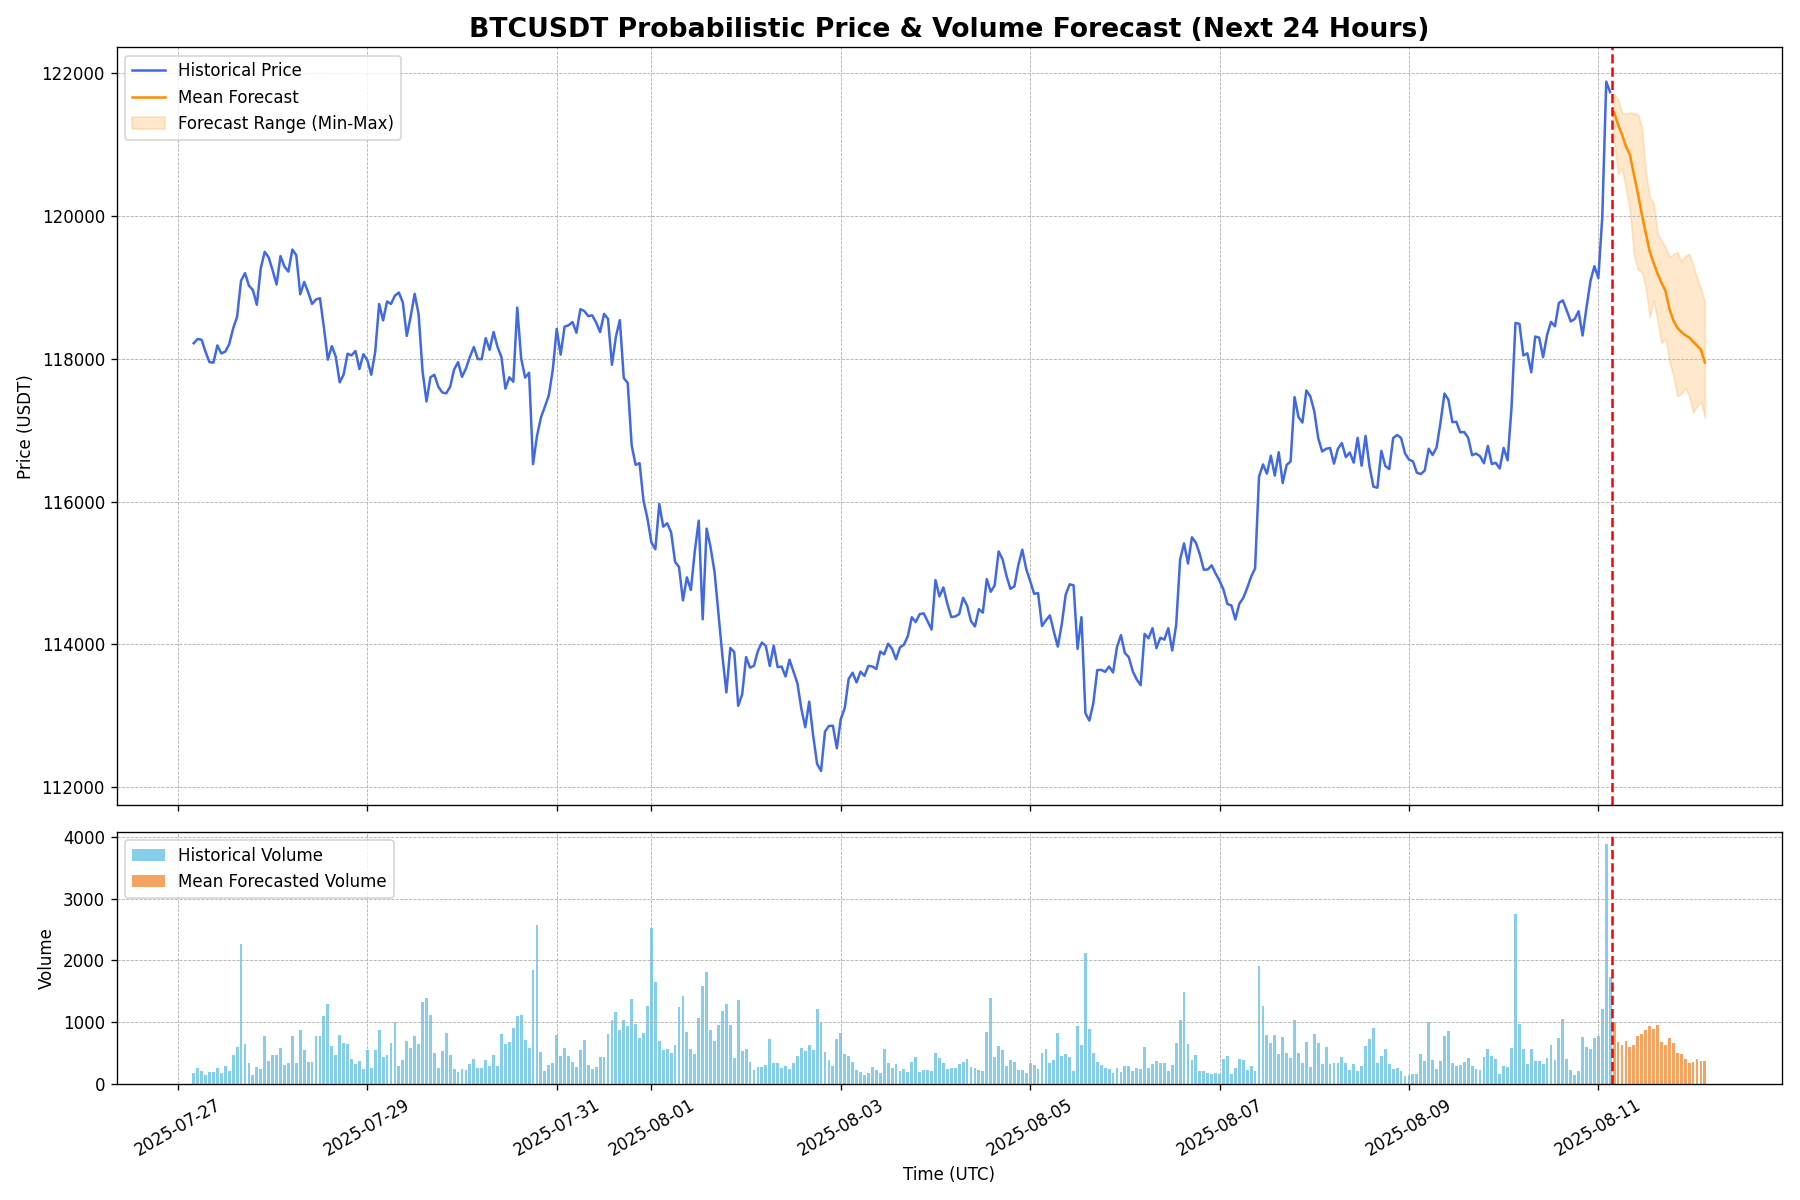 BTCUSDT Probabilistic Price & Volume Forecast (Next 24 Hours)
Historical Price
Mean Forecast
Forecast Range (Min-Max)
122000
120000
118000
116000
114000
112000
Price (USDT)
Historical Volume
Mean Forecasted Volume
4000
3000
2000
1000
0
Volume
2025-07-27
2025-07-29
2025-07-31
2025-08-01
2025-08-03
2025-08-05
2025-08-07
2025-08-09
2025-08-11
Time (UTC)